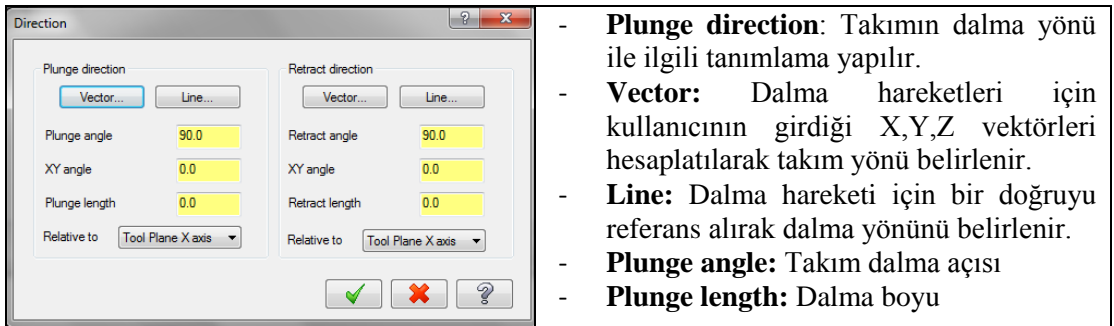 Direction
Plunge direction
Vector...
Line...
Plunge angle
90.0
XY angle
0.0
Plunge length
0.0
Relative to
Tool Plane X axis
Retract direction
Vector...
Line...
Retract angle
90.0
XY angle
0.0
Retract length
0.0
Relative to
Tool Plane X axis
- Plunge direction: Takımın dalma yönü
ile ilgili tanımlama yapılır.
- Vector: Dalma hareketleri için
kullanıcının girdiği X,Y,Z vektörleri
hesaplatılarak takım yönü belirlenir.
- Line: Dalma hareketi için bir doğruyu
referans alırak dalma yönünü belirlenir.
- Plunge angle: Takım dalma açısı
- Plunge length: Dalma boyu